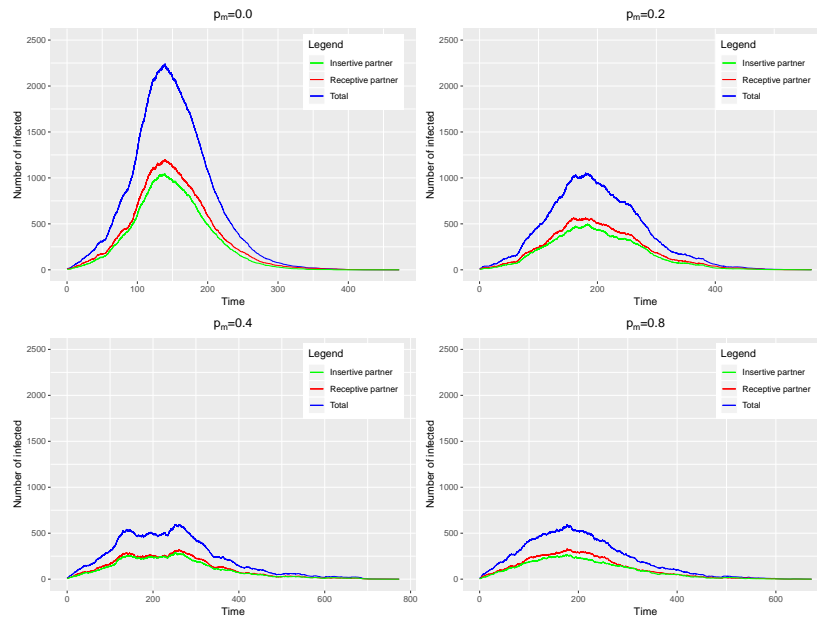 p_m=0.0
Number of infected
2500
2000
1500
1000
500
0
Legend
Insertive partner
Receptive partner
Total
0 100 200 300 400
Time
p_m=0.2
Number of infected
2500
2000
1500
1000
500
0
Legend
Insertive partner
Receptive partner
Total
0 200 400
Time
p_m=0.4
Number of infected
2500
2000
1500
1000
500
0
Legend
Insertive partner
Receptive partner
Total
0 200 400 600 800
Time
p_m=0.8
Number of infected
2500
2000
1500
1000
500
0
Legend
Insertive partner
Receptive partner
Total
0 200 400 600
Time